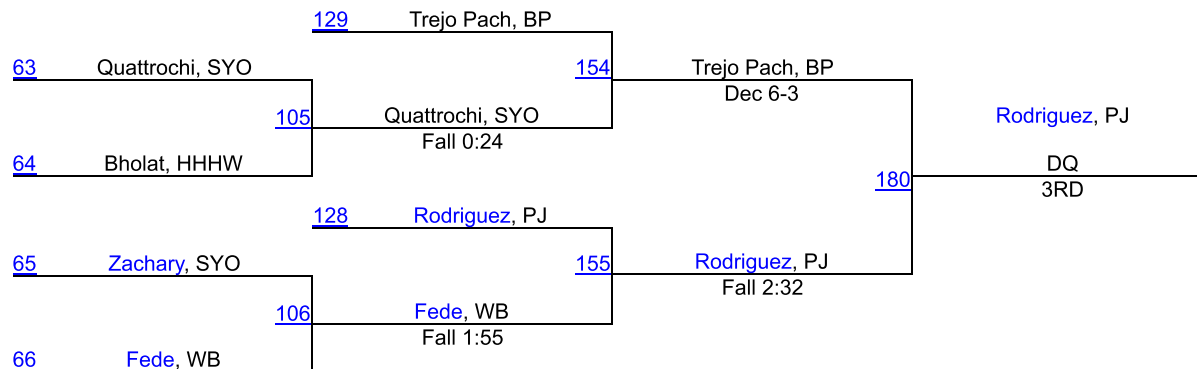 129 Trejo Pach, BP
63 Quattrochi, SYO
154 Trejo Pach, BP
Dec 6-3
105 Quattrochi, SYO
Fall 0:24
Rodriguez, PJ
64 Bholat, HHHW
DQ
180
3RD
128 Rodriguez, PJ
65 Zachary, SYO
155 Rodriguez, PJ
Fall 2:32
106 Fede, WB
Fall 1:55
66 Fede, WB